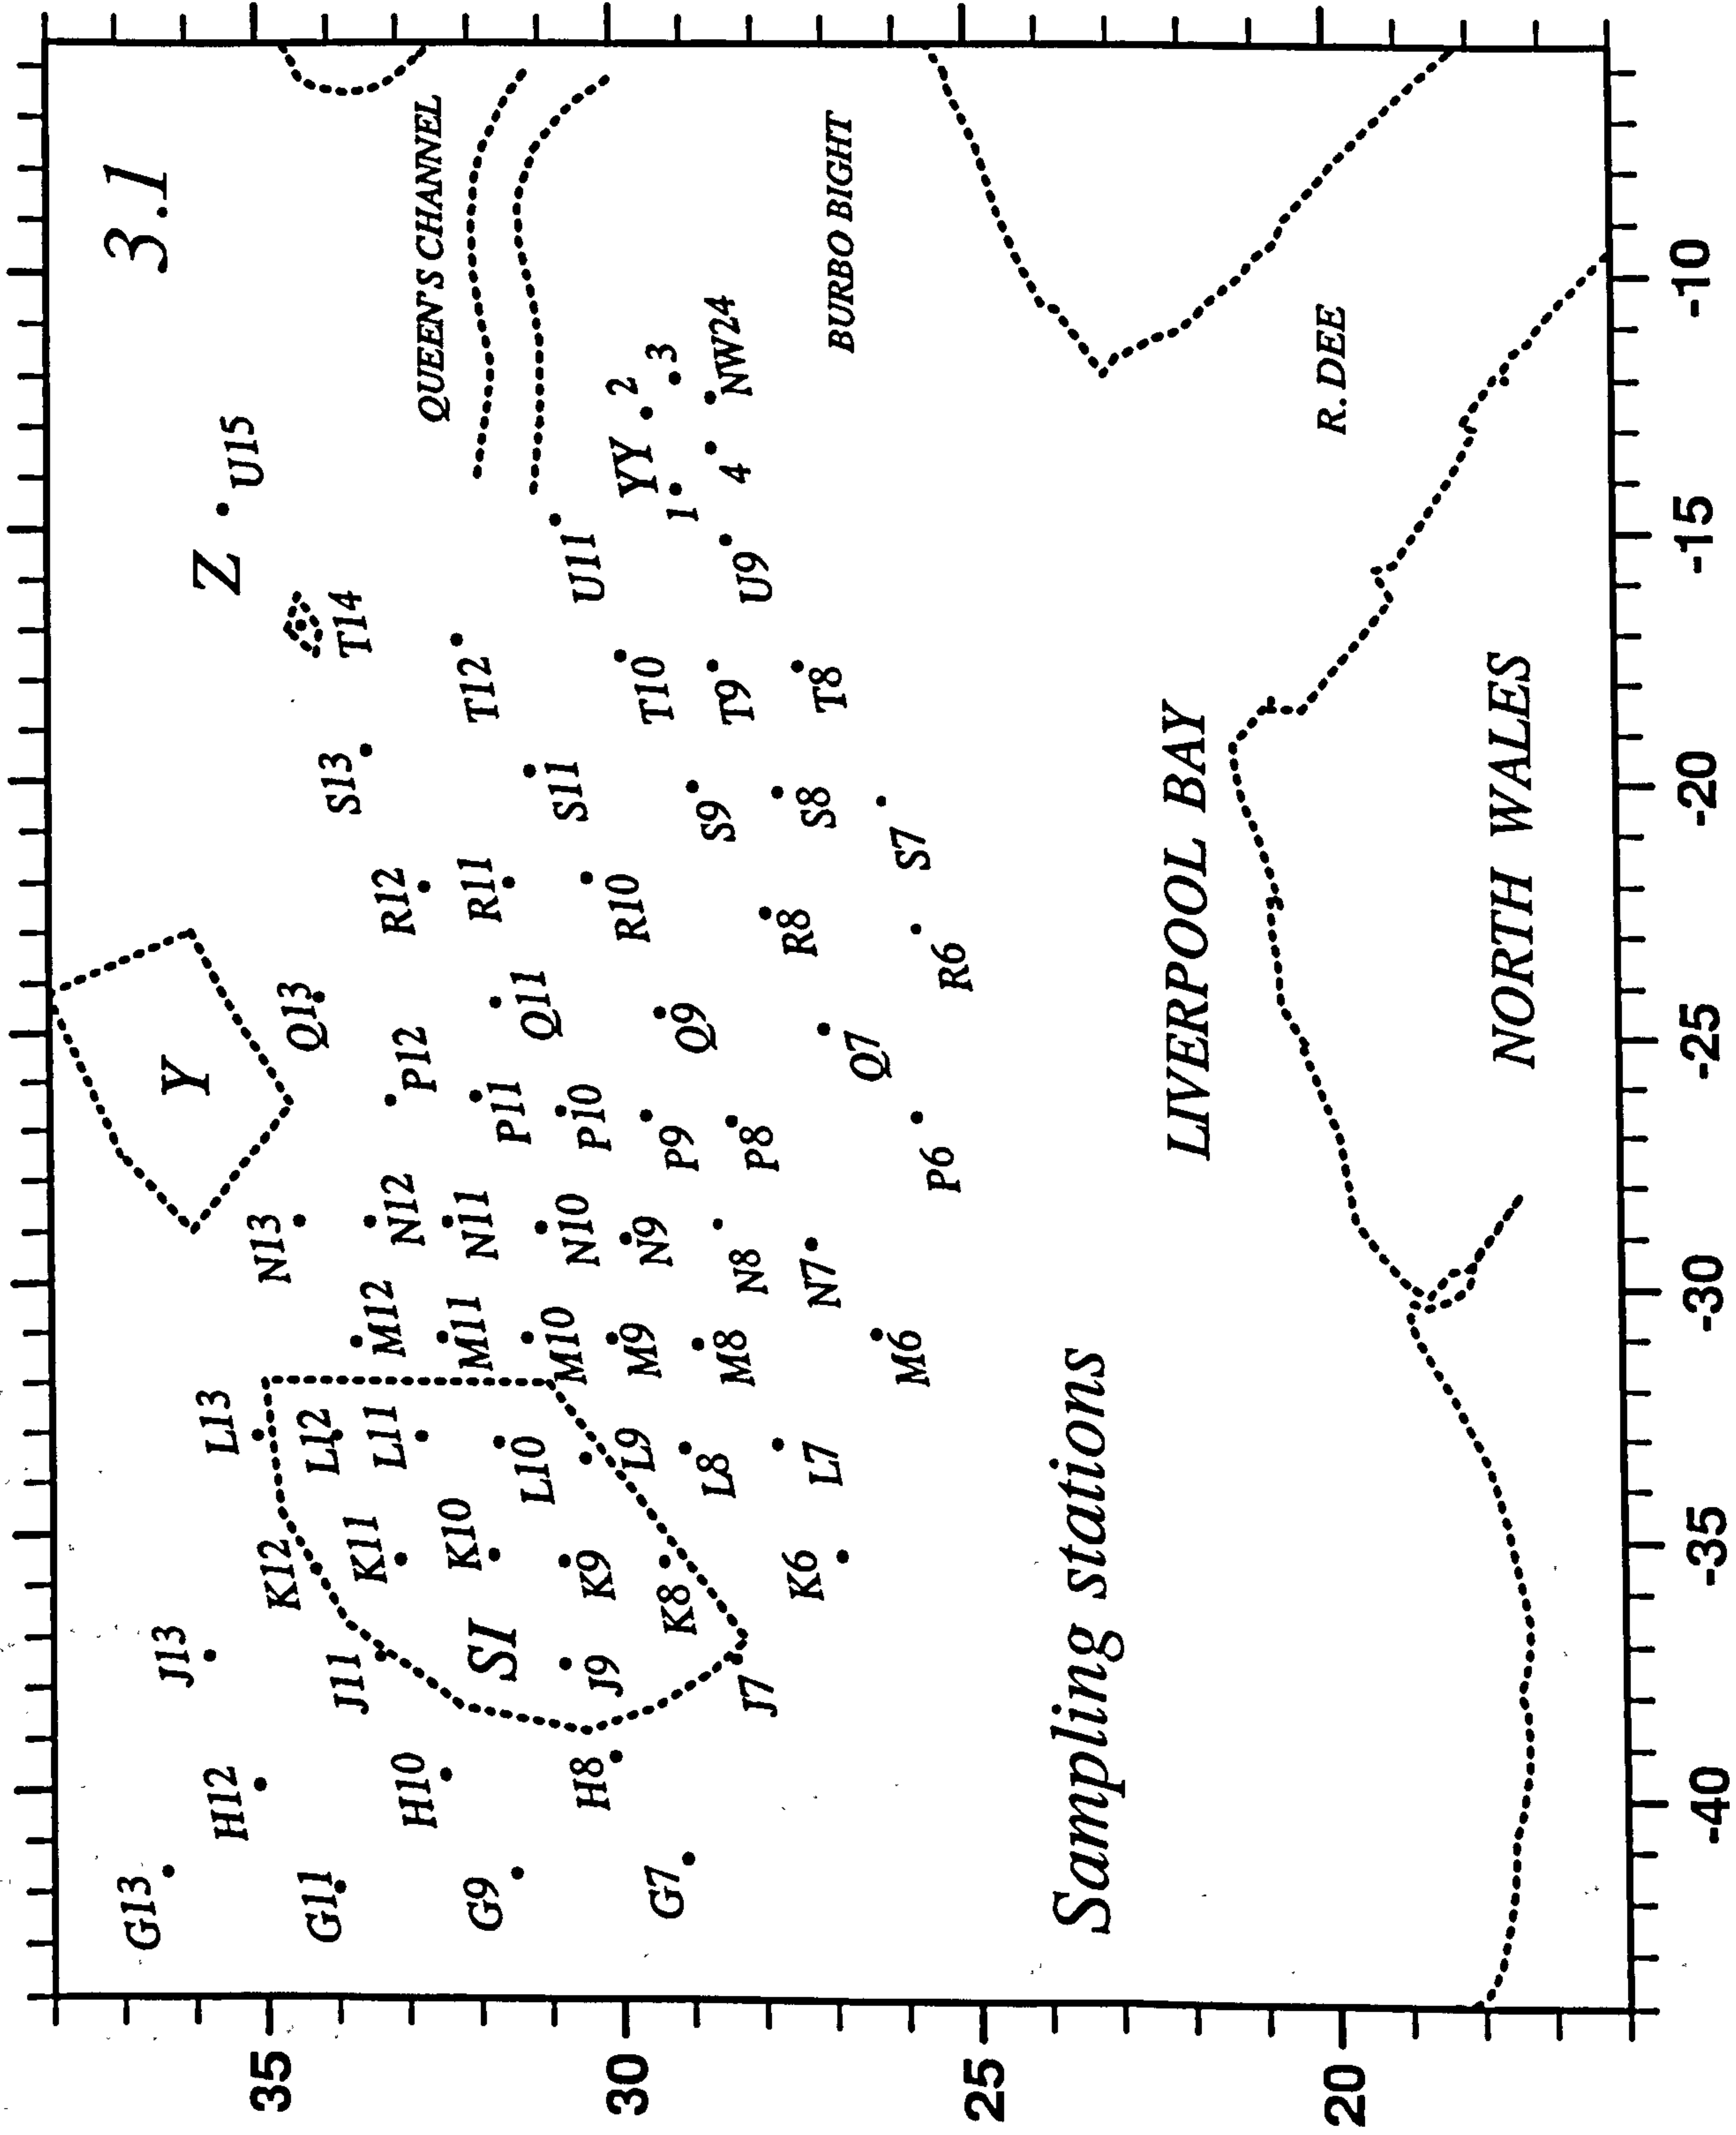 3.1
Z
U15
QUEEN'S CHANNEL
BURBO BIGHT
R. DEE
YY
2
3
NW24
1
4
U11
U9
T14
T12
T10
T9
T8
S13
S11
S9
S8
S7
R12
R11
R10
R8
R6
Y
Q13
Q11
Q9
Q7
P12
P11
P10
P9
P8
P6
N13
N12
N11
N10
N9
N8
N7
M12
M11
M10
M9
M8
M6
L13
L12
L11
L10
L9
L8
L7
K12
K11
K10
K9
K8
K6
J13
J11
SI
J9
J7
H12
H10
H8
G13
G11
G9
G7
LIVERPOOL BAY
NORTH WALES
Sampling stations
35
30
25
20
-40
-35
-30
-25
-20
-15
-10